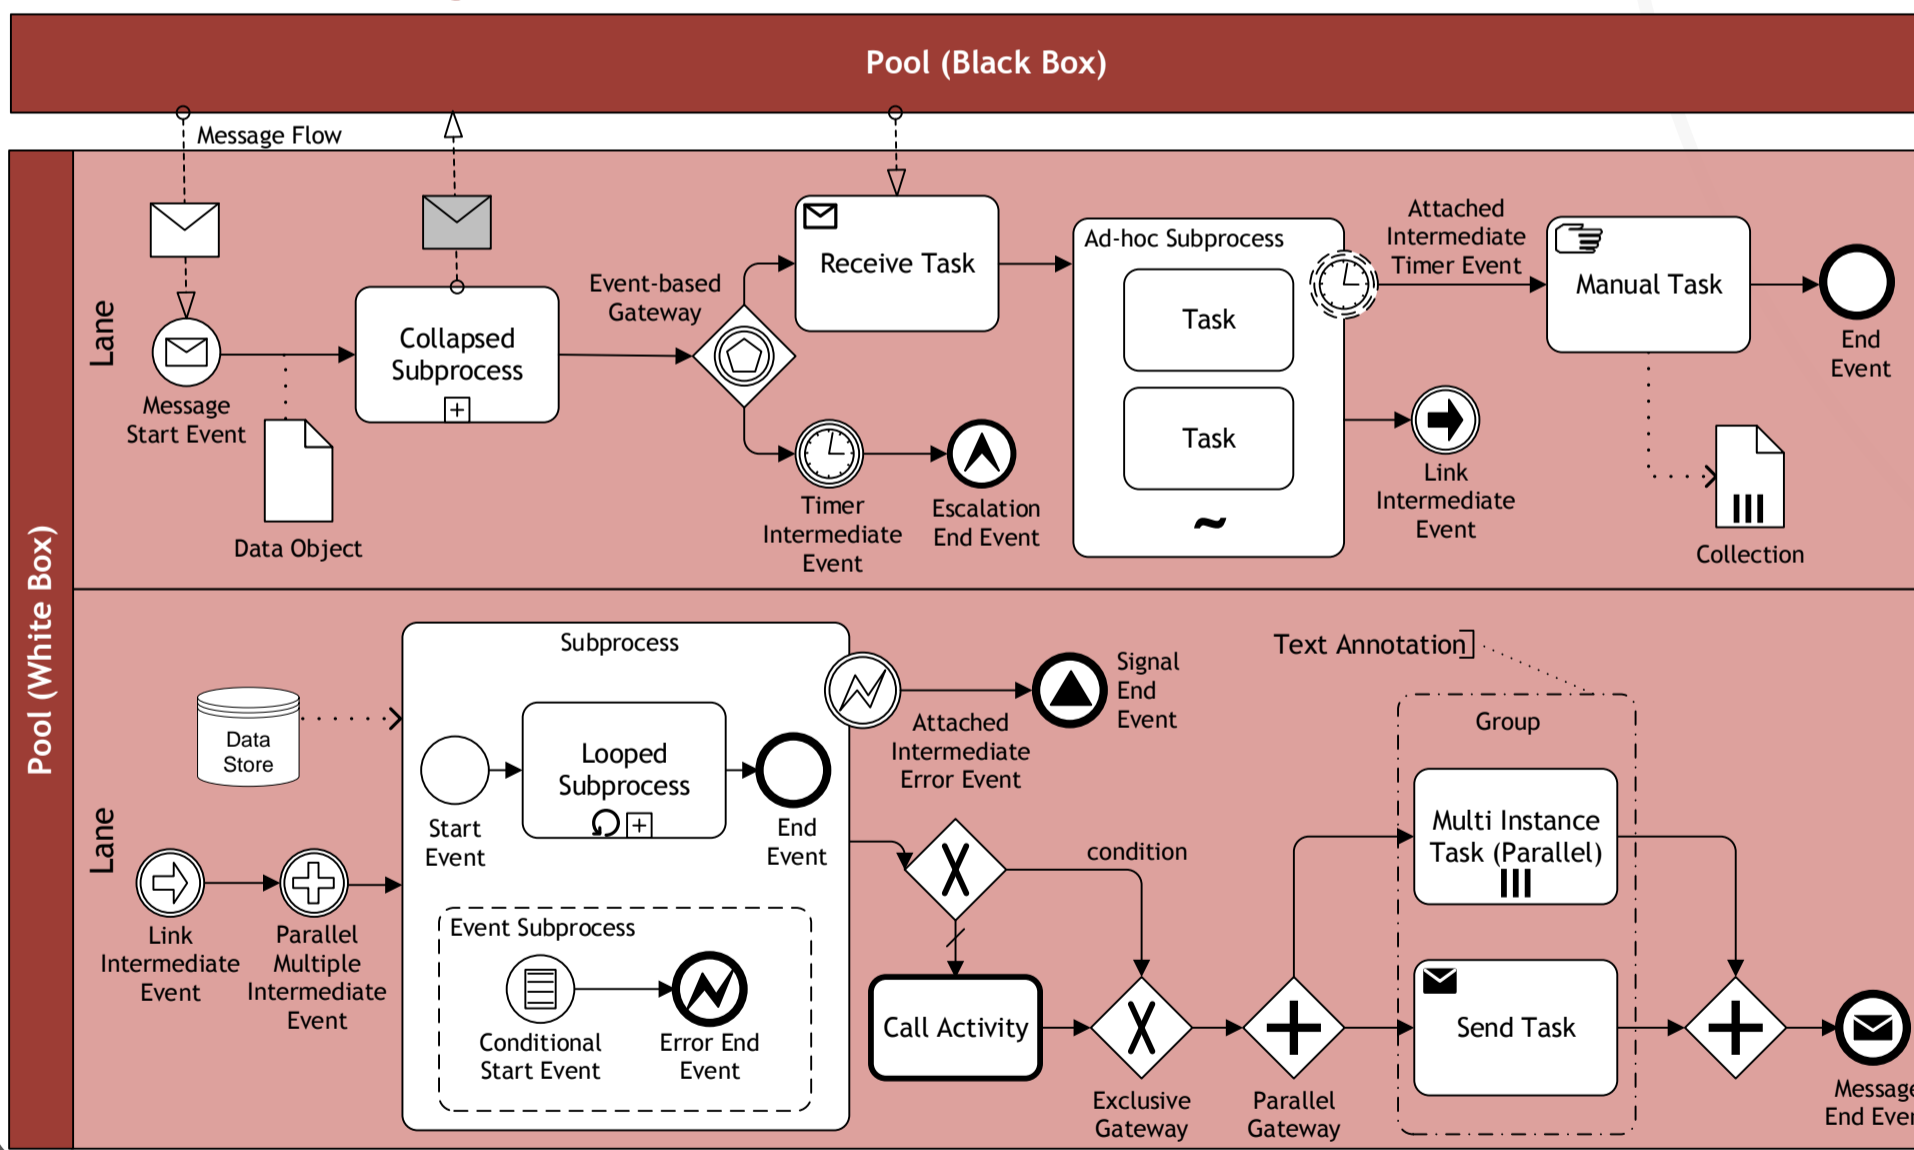 Pool (Black Box)
Message Flow
Pool (White Box)
Lane
Message
Start Event
Data Object
Collapsed
Subprocess
Event-based
Gateway
Receive Task
Timer
Intermediate
Event
Escalation
End Event
Ad-hoc Subprocess
Task
Task
Attached
Intermediate
Timer Event
Link
Intermediate
Event
Manual Task
End
Event
Collection
Lane
Data
Store
Link
Intermediate
Event
Parallel
Multiple
Intermediate
Event
Subprocess
Start
Event
Looped
Subprocess
End
Event
Event Subprocess
Conditional
Start Event
Error End
Event
Attached
Intermediate
Error Event
Signal
End
Event
condition
Call Activity
Exclusive
Gateway
Parallel
Gateway
Text Annotation
Group
Multi Instance
Task (Parallel)
Send Task
Message
End Even